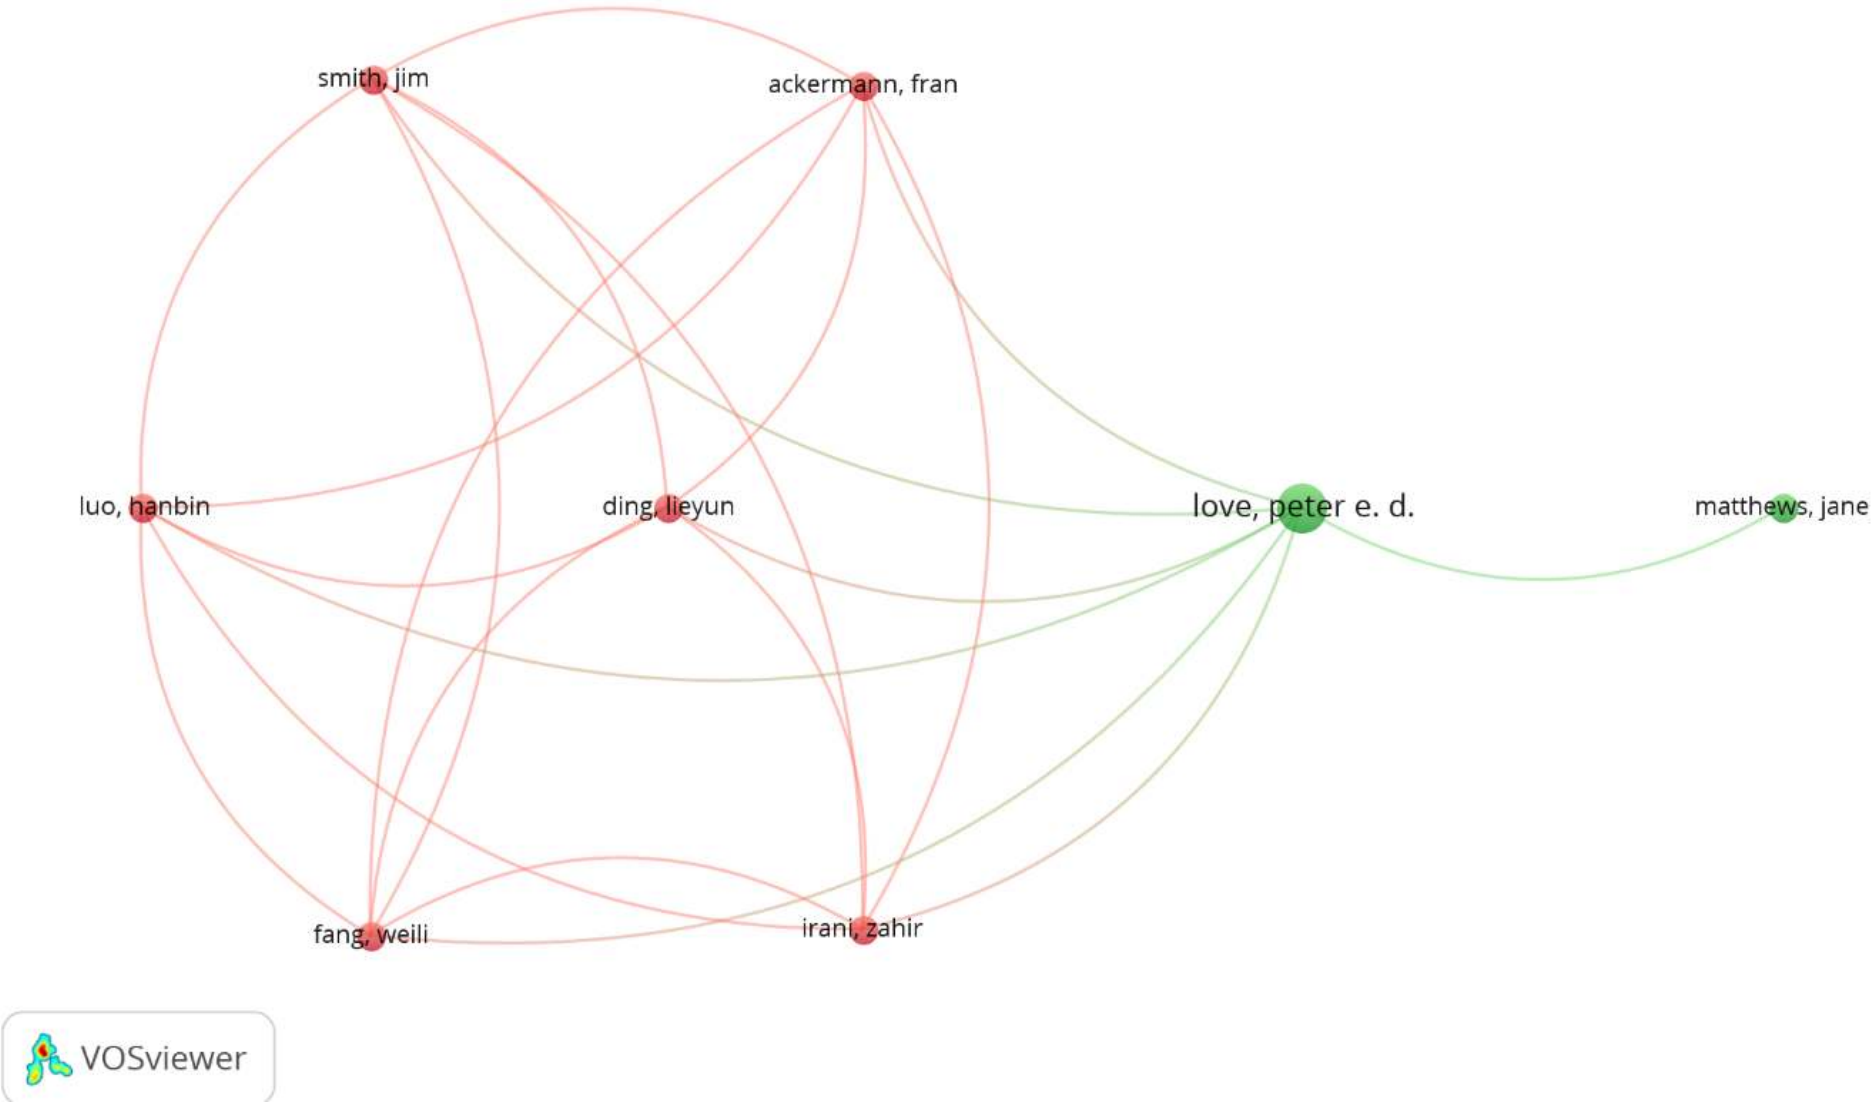 smith, jim
ackermann, fran
luo, hanbin
ding, lieyun
love, peter e. d.
matthews, jane
fang, weili
irani, zahir
VOSviewer